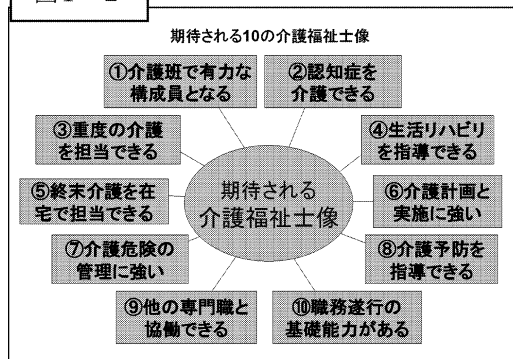 期待される10の介護福祉士像
①介護班で有力な
構成員となる
②認知症を
介護できる
③重度の介護
を担当できる
④生活リハビリ
を指導できる
期待される
介護福祉士像
⑤終末介護を在
宅で担当できる
⑥介護計画と
実施に強い
⑦介護危険の
管理に強い
⑧介護予防を
指導できる
⑨他の専門職と
協働できる
⑩職務遂行の
基礎能力がある